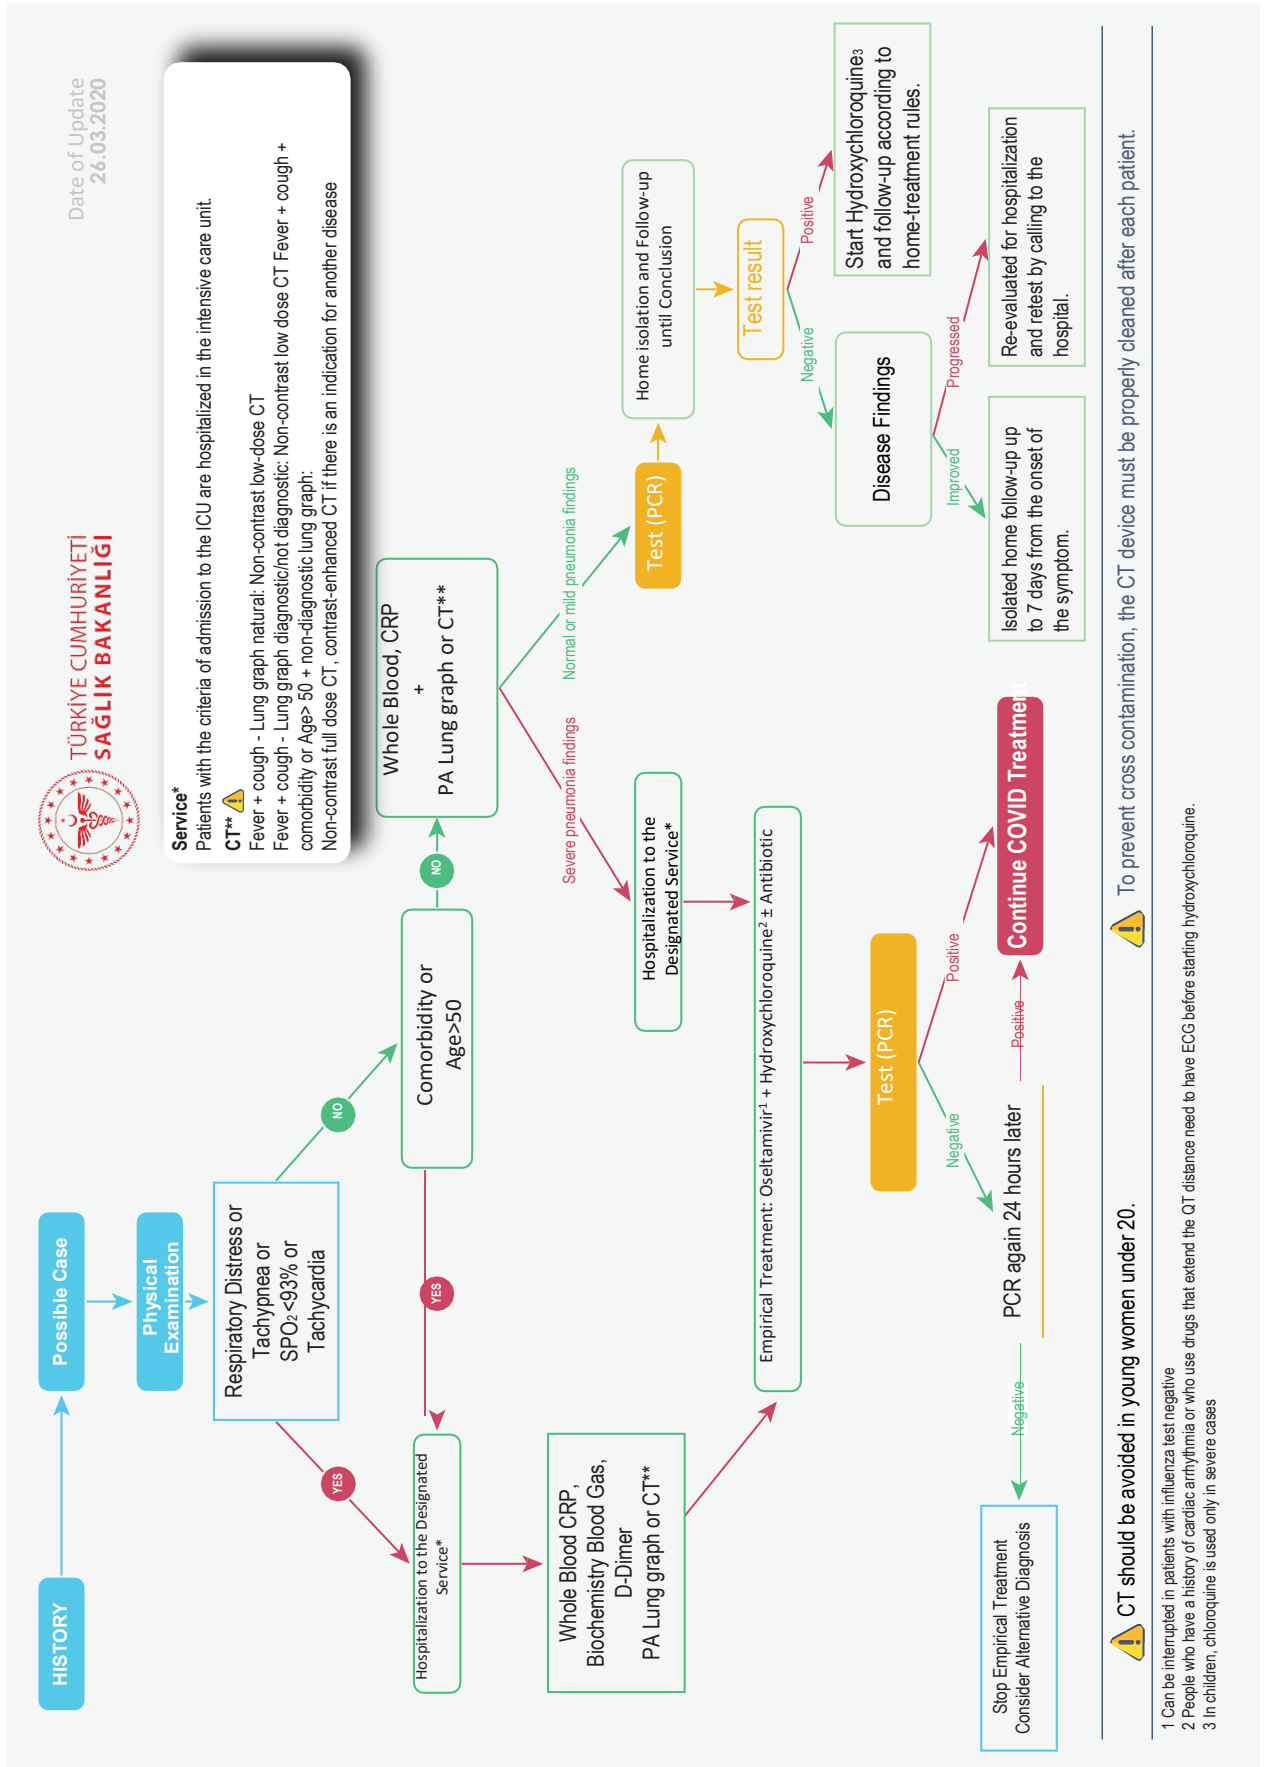 TÜRKİYE CUMHURİYETİ
SAĞLIK BAKANLIĞI
Date of Update
26.03.2020
HISTORY
Possible Case
Physical
Examination
Respiratory Distress or
Tachypnea or
SPO2 <93% or
Tachycardia
YES
NO
Service*
Patients with the criteria of admission to the ICU are hospitalized in the intensive care unit.
CT**
Fever + cough - Lung graph natural: Non-contrast low-dose CT
Fever + cough - Lung graph diagnostic/not diagnostic: Non-contrast low dose CT Fever + cough +
comorbidity or Age> 50 + non-diagnostic lung graph:
Non-contrast full dose CT, contrast-enhanced CT if there is an indication for another disease
Comorbidity or
Age>50
YES
NO
Hospitalization to the Designated
Service*
Whole Blood, CRP
+
PA Lung graph or CT**
Severe pneumonia findings
Normal or mild pneumonia findings
Whole Blood CRP,
Biochemistry Blood Gas,
D-Dimer
PA Lung graph or CT**
Hospitalization to the
Designated Service*
Test (PCR)
Home isolation and Follow-up
until Conclusion
Test result
Negative
Positive
Empirical Treatment: Oseltamivir1 + Hydroxychloroquine2 ± Antibiotic
Disease Findings
Start Hydroxychloroquine3
and follow-up according to
home-treatment rules.
Test (PCR)
Negative
Positive
Improved
Progressed
Isolated home follow-up up
to 7 days from the onset of
the symptom.
Re-evaluated for hospitalization
and retest by calling to the
hospital.
Stop Empirical Treatment
Consider Alternative Diagnosis
Negative
PCR again 24 hours later
Positive
Continue COVID Treatment
CT should be avoided in young women under 20.
To prevent cross contamination, the CT device must be properly cleaned after each patient.
1 Can be interrupted in patients with influenza test negative
2 People who have a history of cardiac arrhythmia or who use drugs that extend the QT distance need to have ECG before starting hydroxychloroquine.
3 In children, chloroquine is used only in severe cases